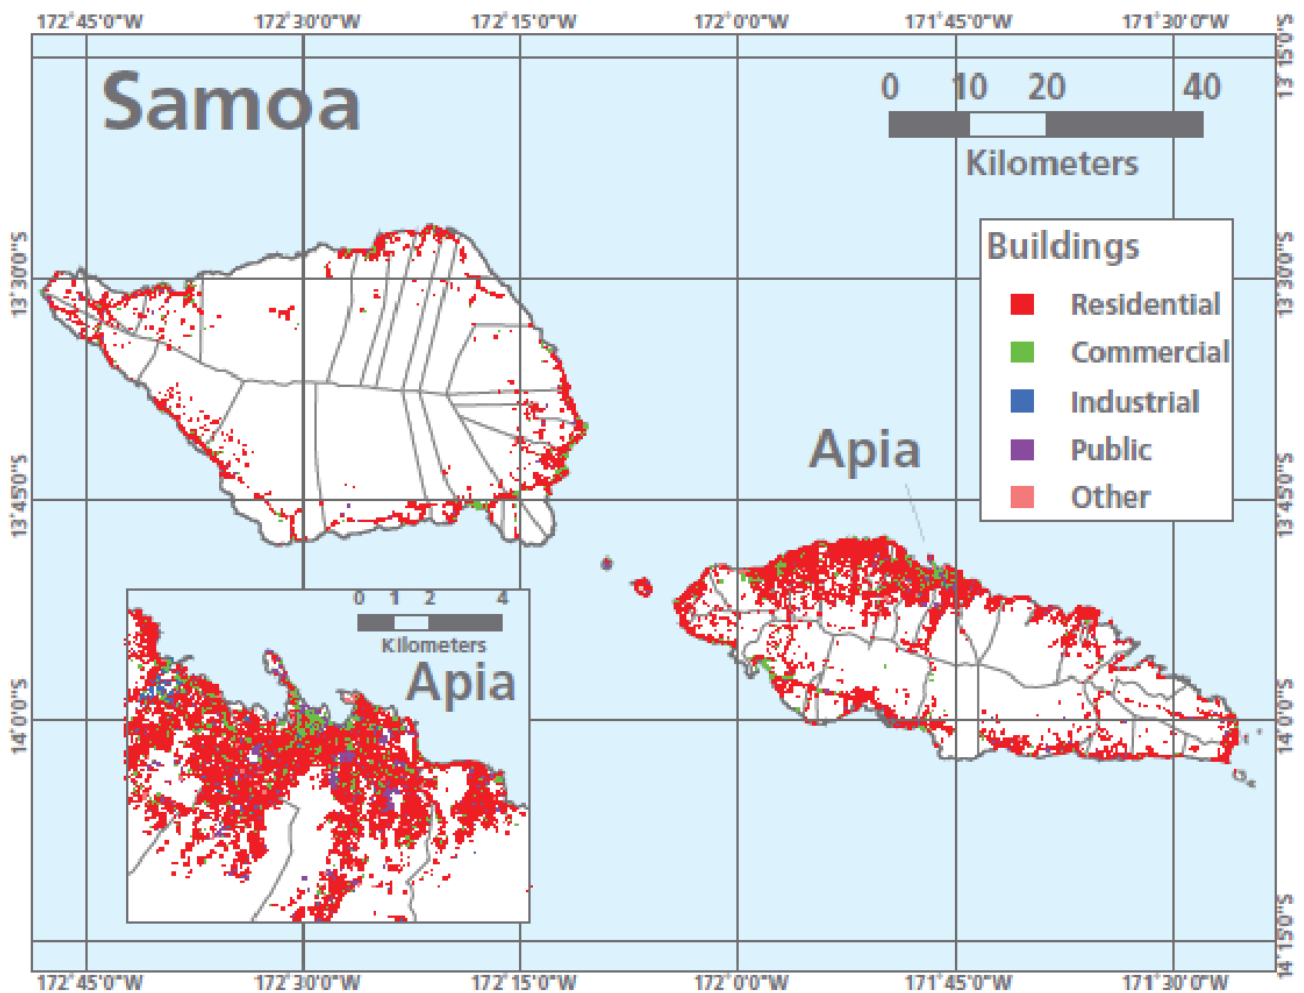 172°45'0"W 172°30'0"W 172°15'0"W 172°0'0"W 171°45'0"W 171°30'0"W
13°15'0"S 
Samoa
0 10 20 40
Kilometers
13°30'0"S 13°30'0"S
Buildings
Residential
Commercial
Industrial
Public
Other
Apia
13°45'0"S 13°45'0"S
0 1 2 4
Kilometers
Apia
14°0'0"S 14°0'0"S
14°15'0"S
172°45'0"W 172°30'0"W 172°15'0"W 172°0'0"W 171°45'0"W 171°30'0"W